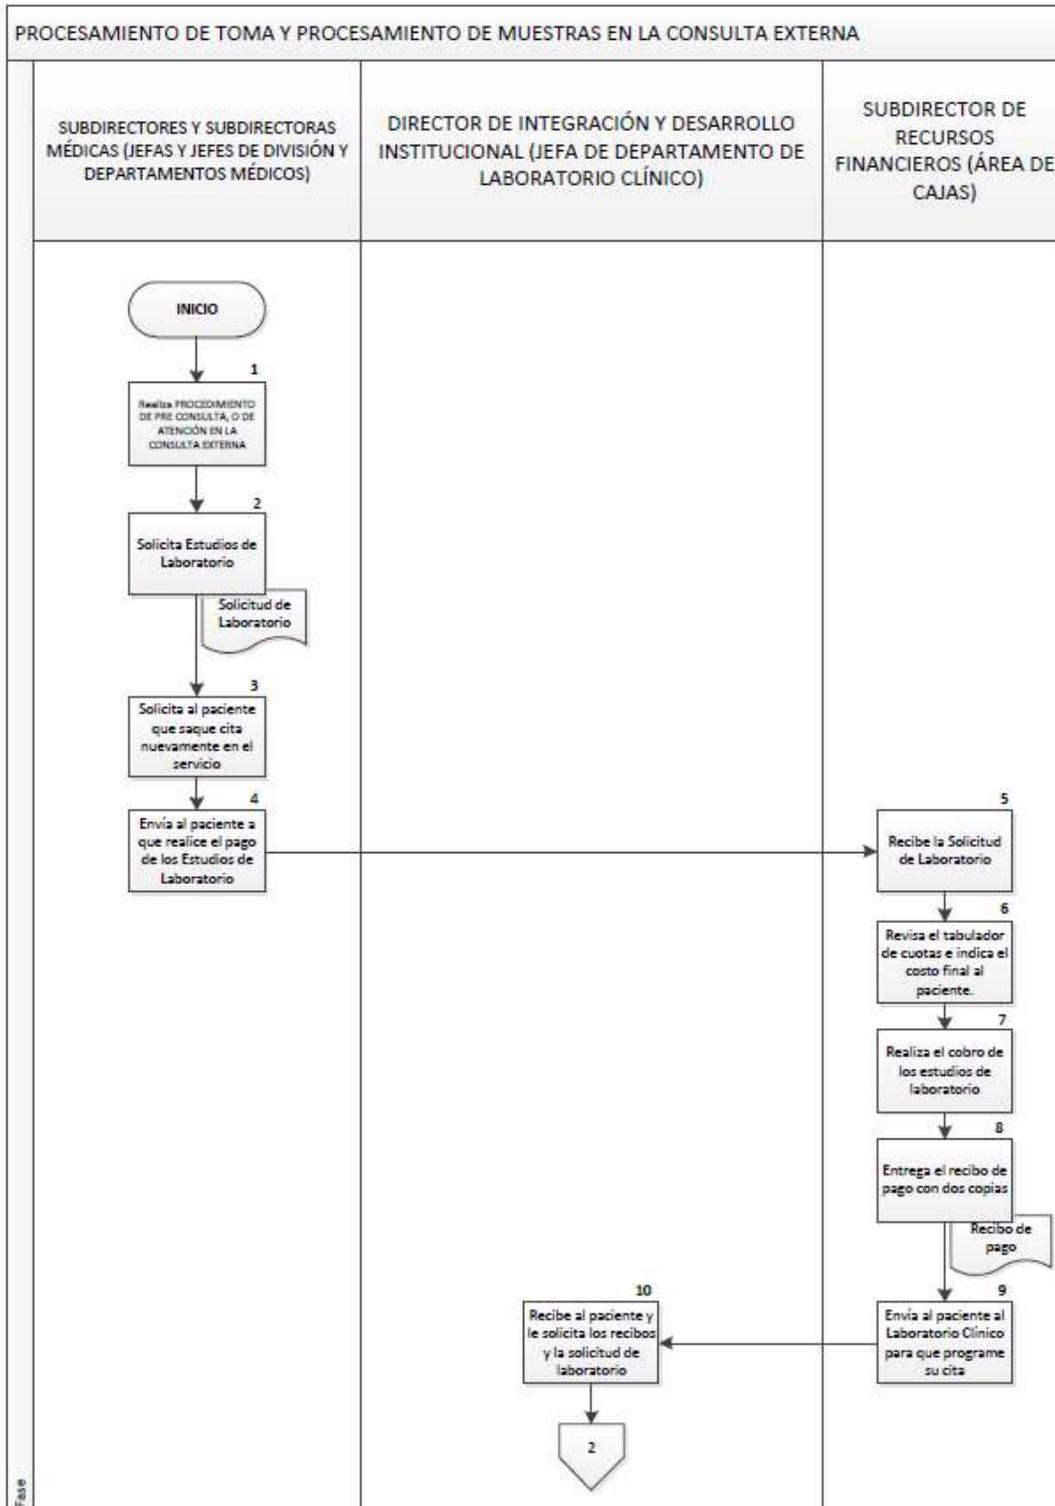 PROCESAMIENTO DE TOMA Y PROCESAMIENTO DE MUESTRAS EN LA CONSULTA EXTERNA
SUBDIRECTORES Y SUBDIRECTORAS
MÉDICAS (JEFAS Y JEFES DE DIVISIÓN Y
DEPARTAMENTOS MÉDICOS)
DIRECTOR DE INTEGRACIÓN Y DESARROLLO
INSTITUCIONAL (JEFA DE DEPARTAMENTO DE
LABORATORIO CLÍNICO)
SUBDIRECTOR DE
RECURSOS
FINANCIEROS (ÁREA DE
CAJAS)
INICIO
1
Realiza PROCEDIMIENTO
DE PRE CONSULTA, O DE
ATENCIÓN EN LA
CONSULTA EXTERNA
2
Solicita Estudios de
Laboratorio
Solicitud de
Laboratorio
3
Solicita al paciente
que saque cita
nuevamente en el
servicio
4
Envía al paciente a
que realice el pago
de los Estudios de
Laboratorio
5
Recibe la Solicitud
de Laboratorio
6
Revisa el tabulador
de cuotas e indica el
costo final al
paciente.
7
Realiza el cobro de
los estudios de
laboratorio
8
Entrega el recibo de
pago con dos copias
Recibo de
pago
9
Envía al paciente al
Laboratorio Clínico
para que programe
su cita
10
Recibe al paciente y
le solicita los recibos
y la solicitud de
laboratorio
2
Fase